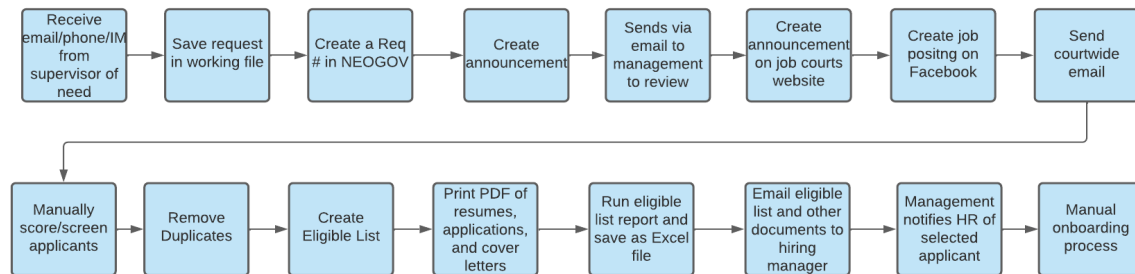 Receive
email/phone/IM
from
supervisor of
need
Save request
in working file
Create a Req
# in NEOGOV
Create
announcement
Sends via
email to
management
to review
Create
announcement
on job courts
website
Create job
positng on
Facebook
Send
courtwide
email
Manually
score/screen
applicants
Remove
Duplicates
Create
Eligible List
Print PDF of
resumes,
applications,
and cover
letters
Run eligible
list report and
save as Excel
file
Email eligible
list and other
documents to
hiring
manager
Management
notifies HR of
selected
applicant
Manual
onboarding
process